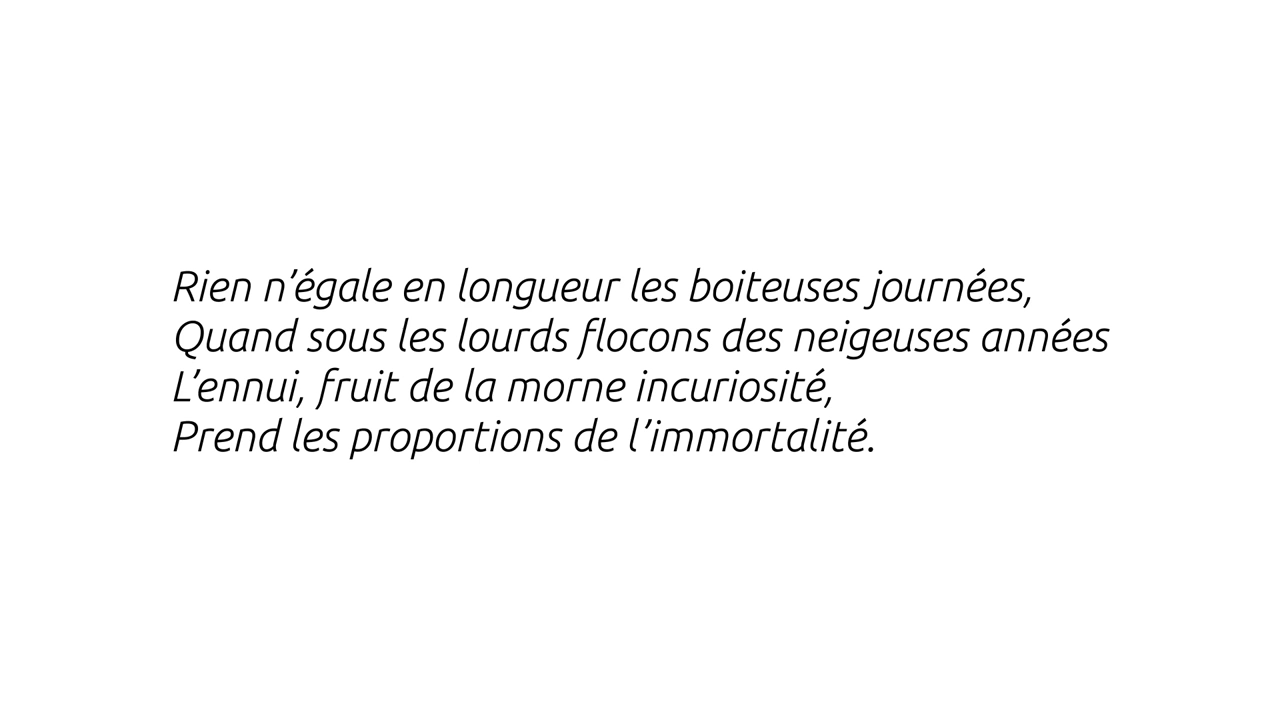 Rien n’égale en longueur les boiteuses journées,
Quand sous les lourds flocons des neigeuses années
L’ennui, fruit de la morne incuriosité,
Prend les proportions de l’immortalité.